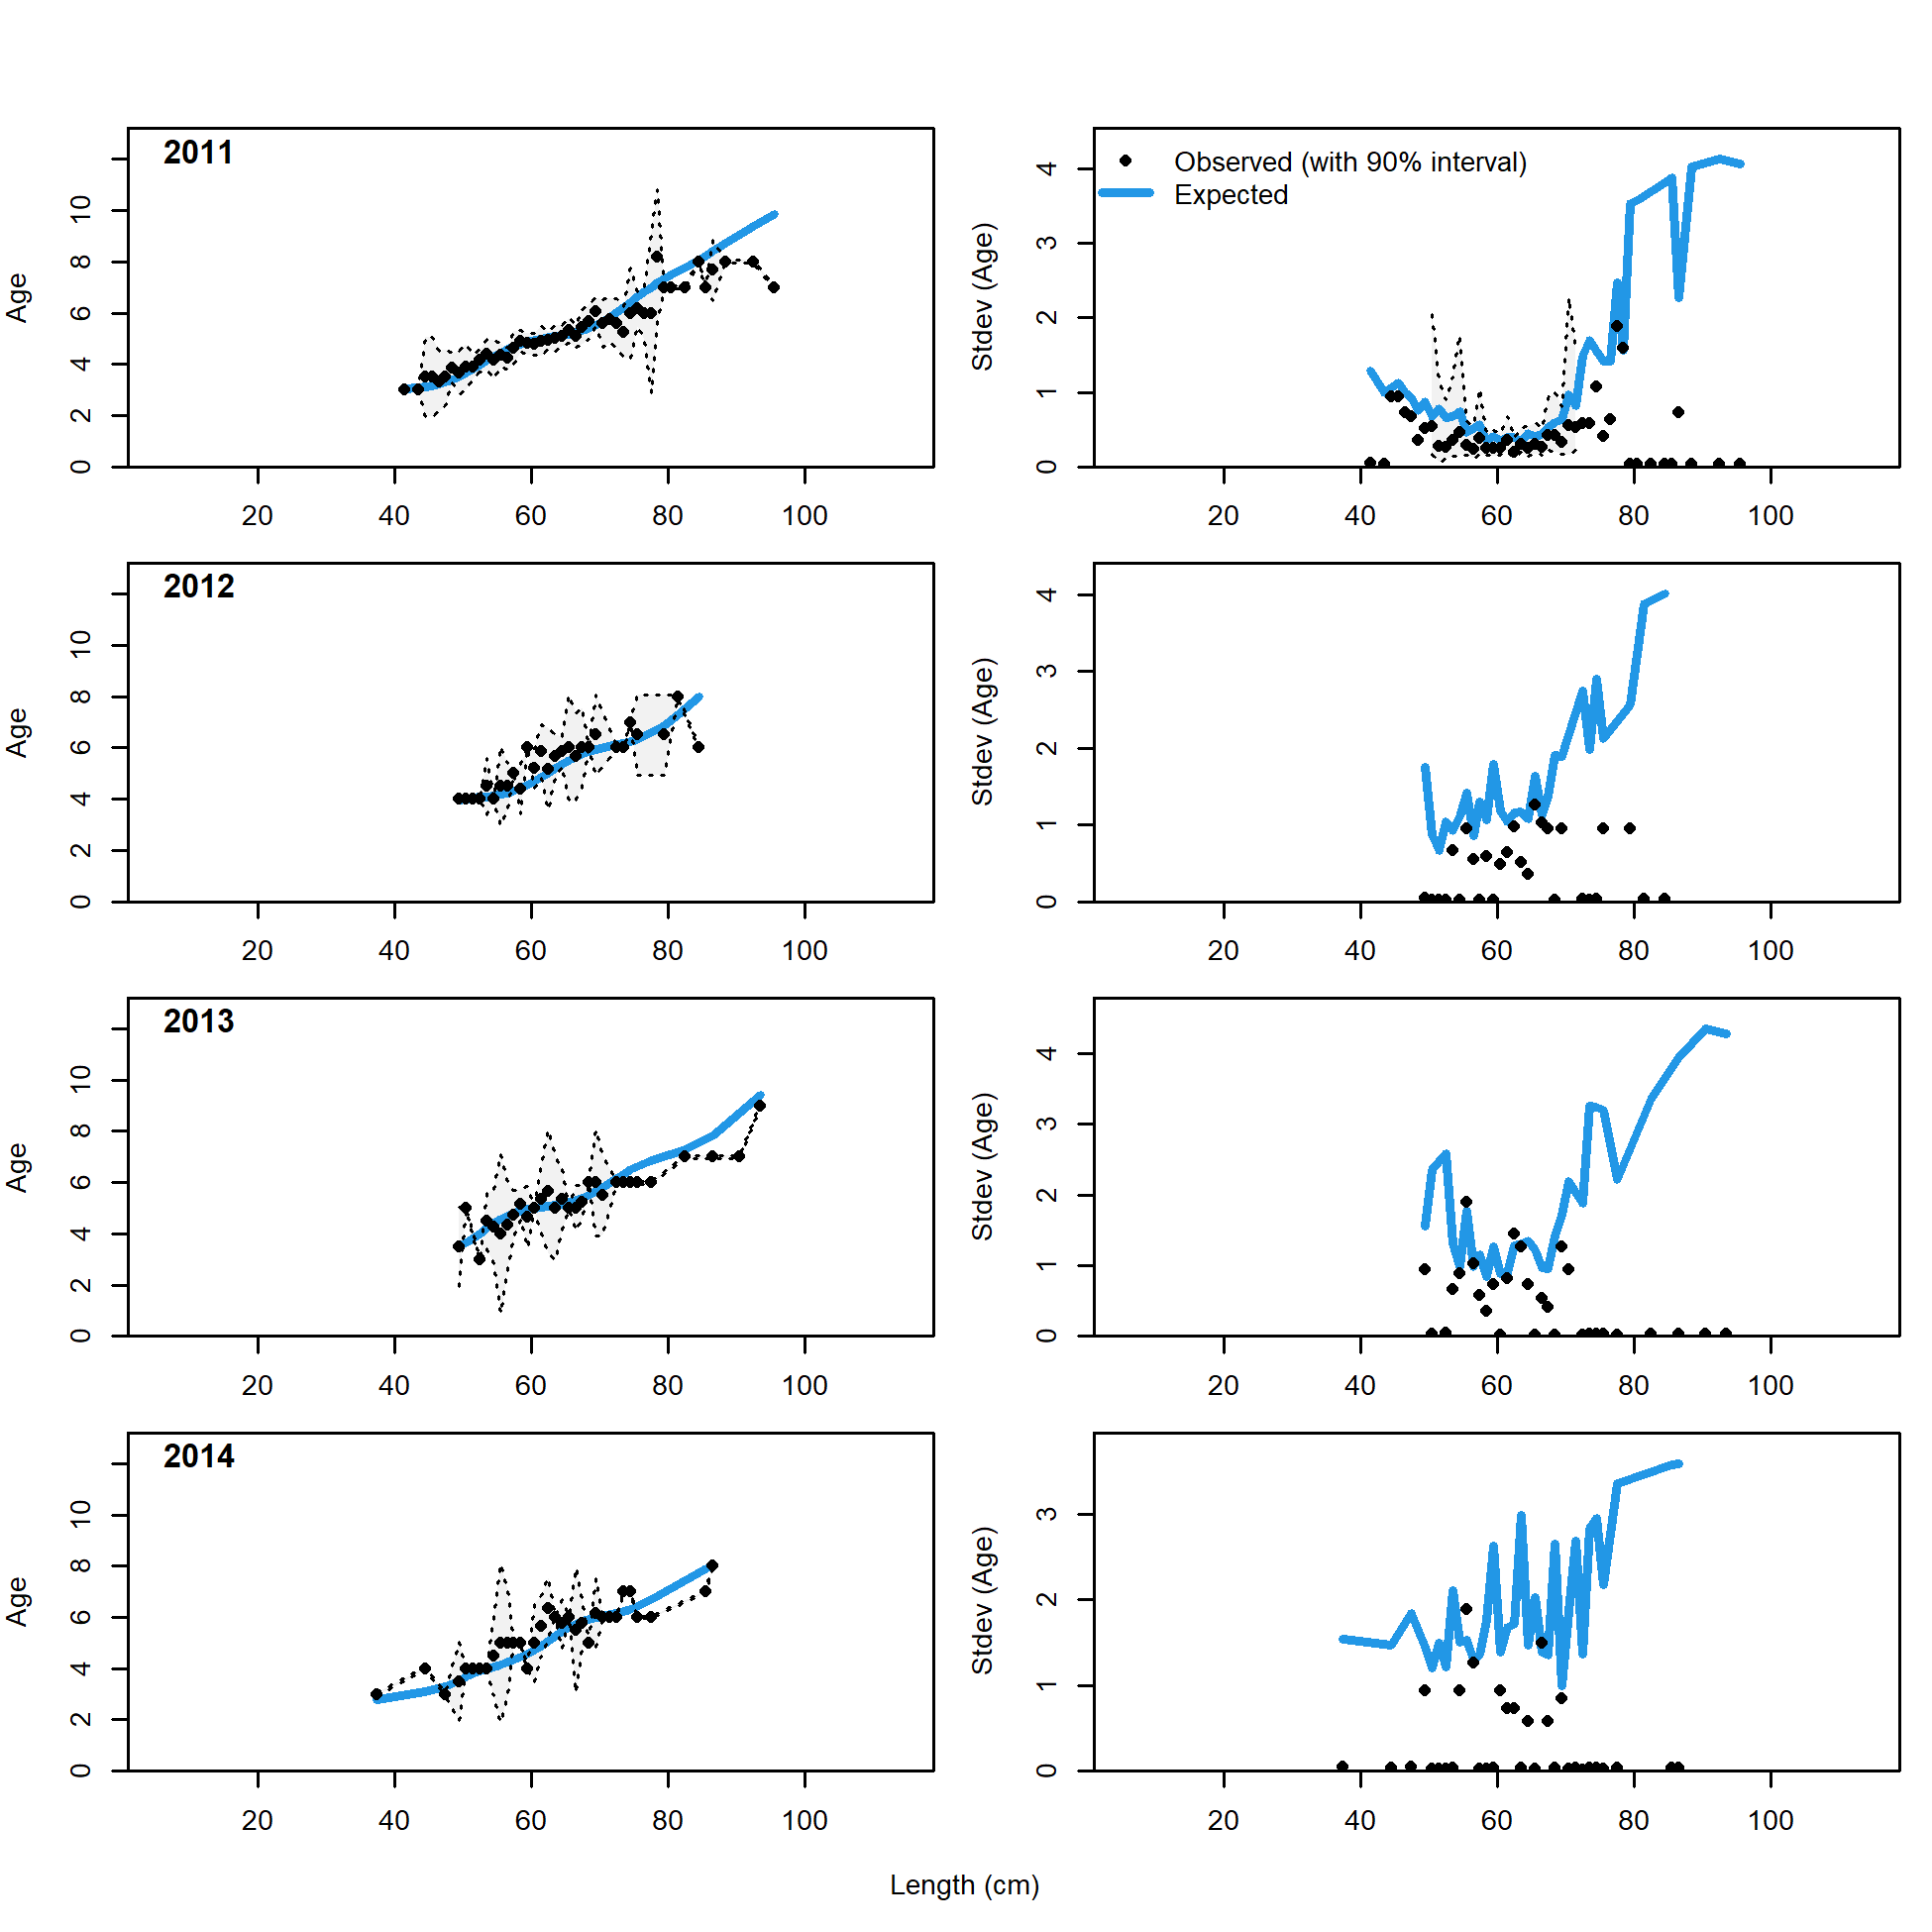 2011
Age
0 2 4 6 8 10
20 40 60 80 100
Observed (with 90% interval)
Expected
Stdev (Age)
0 1 2 3 4
20 40 60 80 100
2012
Age
0 2 4 6 8 10
20 40 60 80 100
Stdev (Age)
0 1 2 3 4
20 40 60 80 100
2013
Age
0 2 4 6 8 10
20 40 60 80 100
Stdev (Age)
0 1 2 3 4
20 40 60 80 100
2014
Age
0 2 4 6 8 10
20 40 60 80 100
Stdev (Age)
0 1 2 3
20 40 60 80 100
Length (cm)